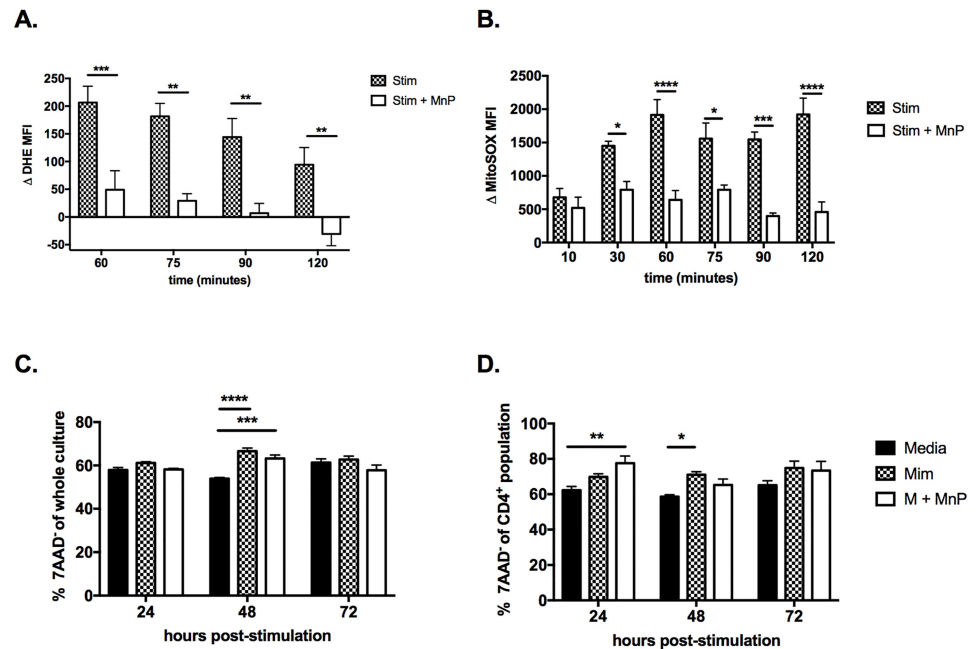 A.
Δ DHE MFI
250
200
150
100
50
0
-50
***
**
**
**
60 75 90 120
time (minutes)
Stim
Stim + MnP
B.
Δ MitoSOX MFI
2500
2000
1500
1000
500
0
*
****
*
***
****
10 30 60 75 90 120
time (minutes)
Stim
Stim + MnP
C.
% 7AAD⁻ of whole culture
80
60
40
20
0
****
***
24 48 72
hours post-stimulation
D.
% 7AAD⁻ of CD4⁺ population
100
80
60
40
20
0
**
*
24 48 72
hours post-stimulation
Media
Mim
M + MnP